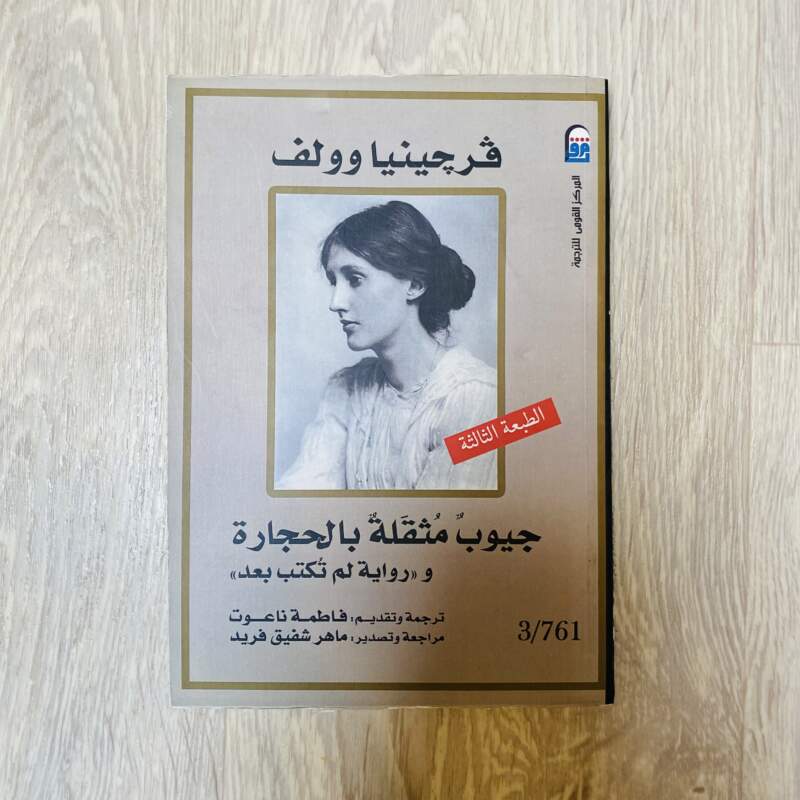 ڤرچينيا وولف
المركز القومى للترجمة
الطبعة الثالثة
جيوبٌ مُثقَلةٌ بالحجارة
و «رواية لم تُكتب بعد»
ترجمة وتقديم: فاطمة ناعوت
مراجعة وتصدير: ماهر شفيق فريد
3/761